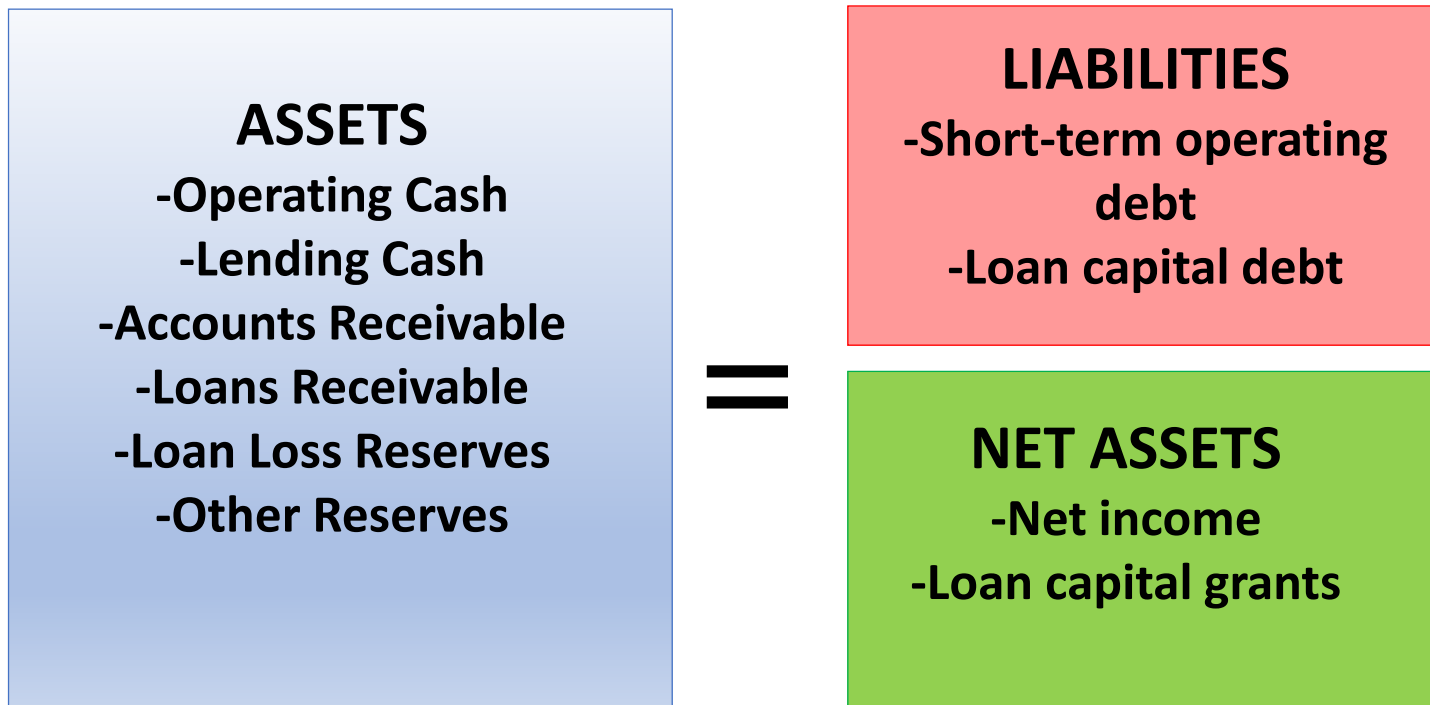 ASSETS
-Operating Cash
-Lending Cash
-Accounts Receivable
-Loans Receivable
-Loan Loss Reserves
-Other Reserves
=
LIABILITIES
-Short-term operating
debt
-Loan capital debt
NET ASSETS
-Net income
-Loan capital grants